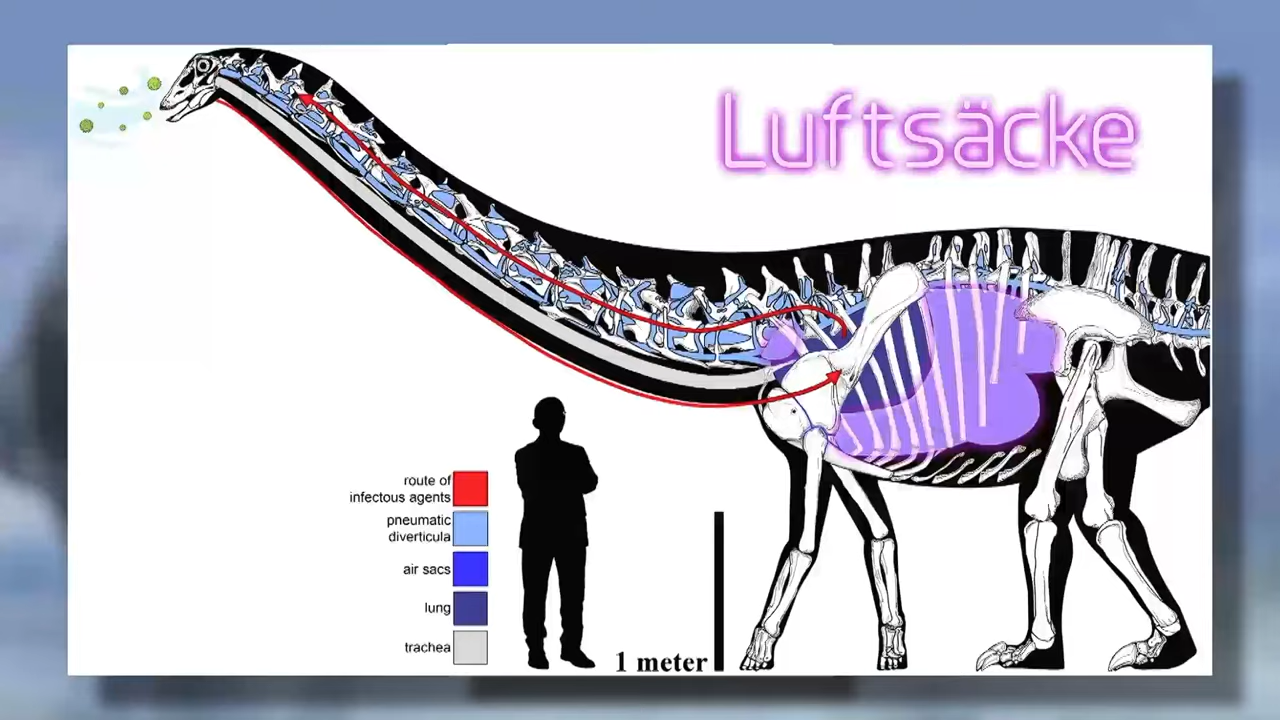 Luftsäcke
route of
infectous agents
pneumatic
diverticula
air sacs
lung
trachea
1 meter